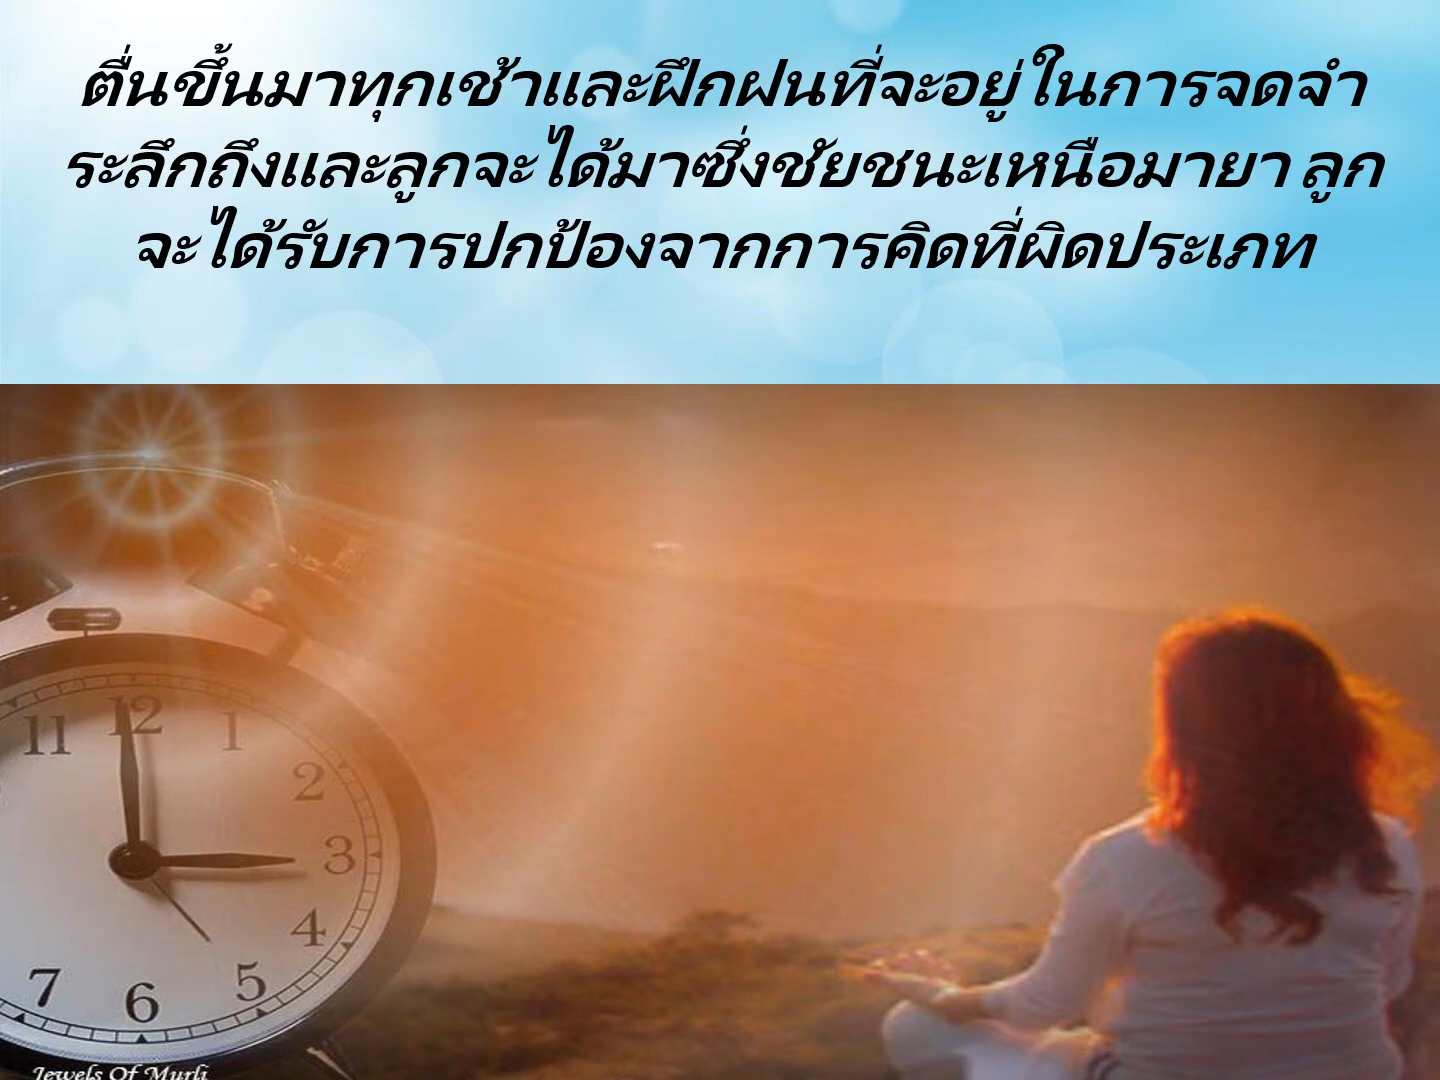 ตื่นขึ้นมาทุกเช้าและฝึกฝนที่จะอยู่ในการจดจำ
ระลึกถึงและลูกจะได้มาซึ่งชัยชนะเหนือมายา ลูก
จะได้รับการปกป้องจากการคิดที่ผิดประเภท
11 12 1
2
3
4
7 6 5
Jewels Of Murli